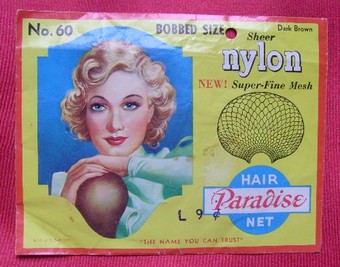 No. 60
BOBBED SIZE
Dark Brown
Sheer
nylon
NEW! Super-Fine Mesh
HAIR
Paradise
NET
L 9¢
"THE NAME YOU CAN TRUST"